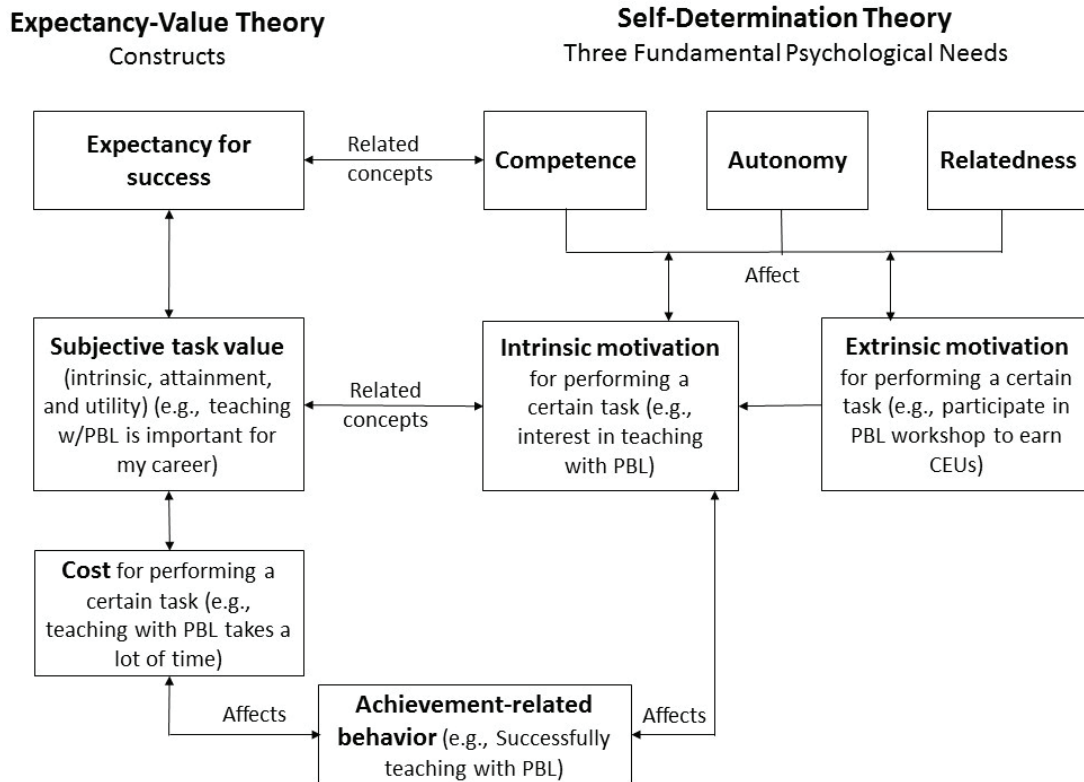 Expectancy-Value Theory
Constructs
Self-Determination Theory
Three Fundamental Psychological Needs
Expectancy for
success
Related
concepts
Competence
Autonomy
Relatedness
Affect
Subjective task value
(intrinsic, attainment,
and utility) (e.g., teaching
w/PBL is important for
my career)
Related
concepts
Intrinsic motivation
for performing a
certain task (e.g.,
interest in teaching
with PBL)
Extrinsic motivation
for performing a certain
task (e.g., participate in
PBL workshop to earn
CEUs)
Cost for performing a
certain task (e.g.,
teaching with PBL takes a
lot of time)
Affects
Achievement-related
behavior (e.g., Successfully
teaching with PBL)
Affects